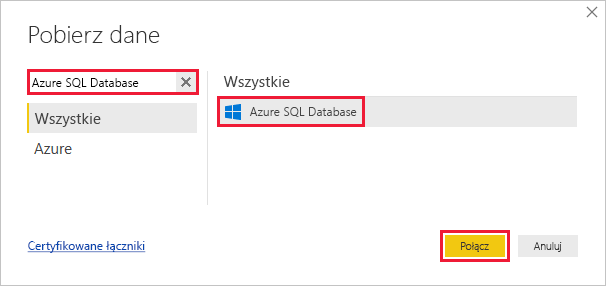 Pobierz dane
Azure SQL Database
Wszystkie
Azure
Wszystkie
Azure SQL Database
Certyfikowane łączniki
Połącz
Anuluj